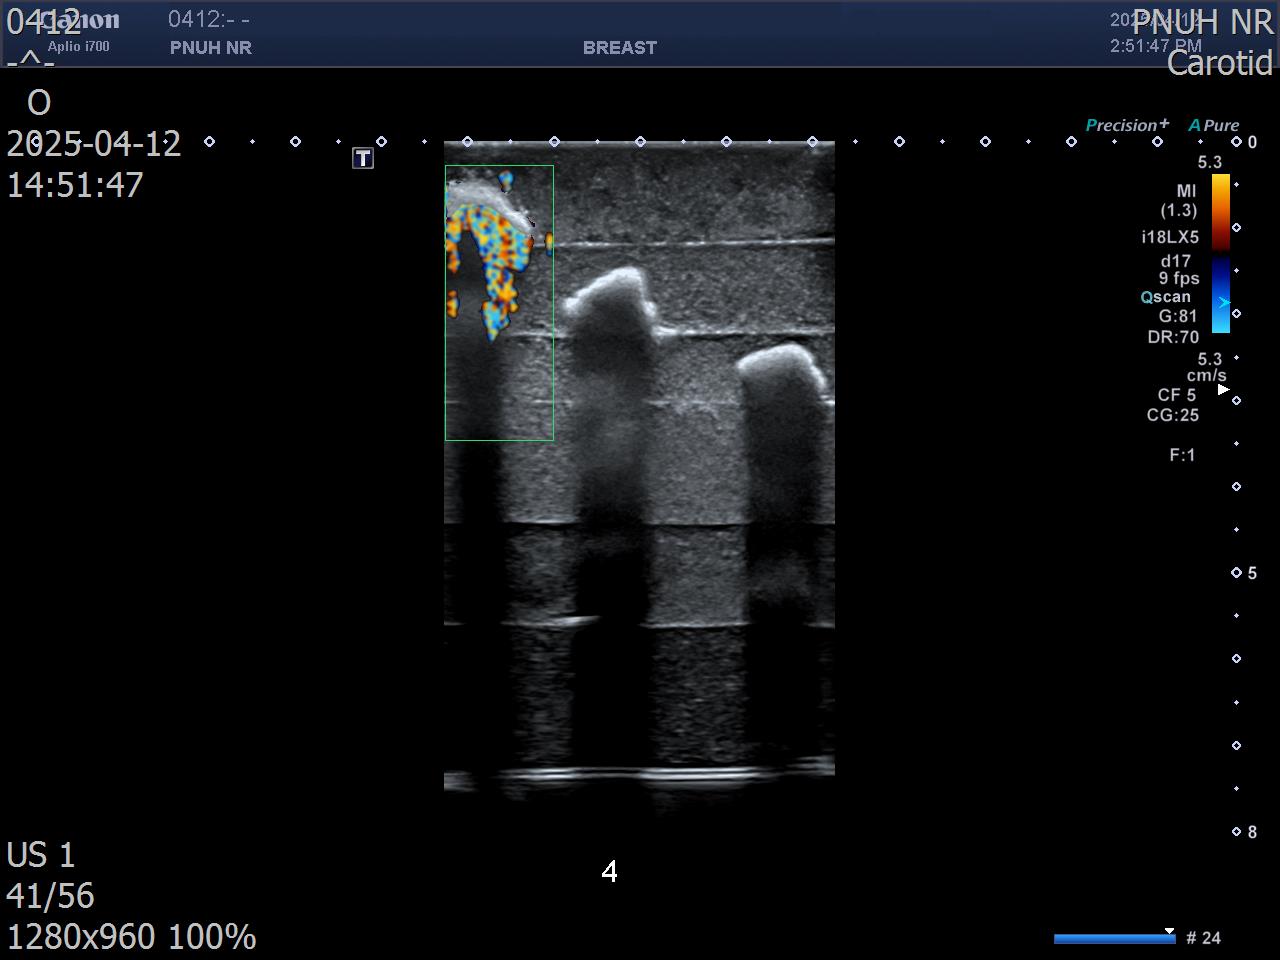 0412
Canon
0412:- -
PNUH NR
Aplio i700
PNUH NR
BREAST
2:51:47 PM
-^-
Carotid
O
2025-04-12
14:51:47
T
Precision+ APure
0
5.3
MI
(1.3)
i18LX5
d17
9 fps
Qscan
G:81
DR:70
5.3
cm/s
CF 5
CG:25
F:1
5
8
US 1
4
41/56
1280x960 100%
# 24